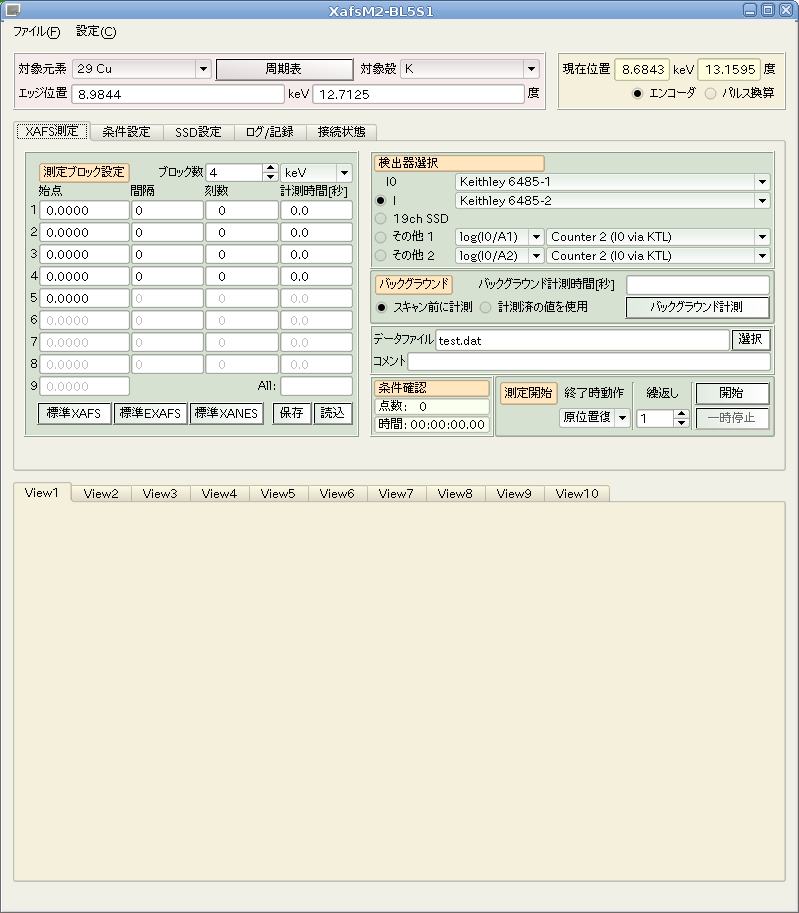 XafsM2-BL5S1
ファイル(F) 設定(C)
対象元素 29 Cu 周期表 対象殻 K 現在位置 8.6843 keV 13.1595 度
エッジ位置 8.9844 keV 12.7125 度 エンコーダ パルス換算
XAFS測定 条件設定 SSD設定 ログ/記録 接続状態
測定ブロック設定 ブロック数 4 keV
始点 間隔 刻数 計測時間[秒]
1 0.0000 0 0 0.0
2 0.0000 0 0 0.0
3 0.0000 0 0 0.0
4 0.0000 0 0 0.0
5 0.0000 0 0 0.0
6 0.0000 0 0 0.0
7 0.0000 0 0 0.0
8 0.0000 0 0 0.0
9 0.0000 All:
標準XAFS 標準EXAFS 標準XANES 保存 読込
検出器選択
I0 Keithley 6485-1
I Keithley 6485-2
19ch SSD
その他 1 log(I0/A1) Counter 2 (I0 via KTL)
その他 2 log(I0/A2) Counter 2 (I0 via KTL)
バックグラウンド バックグラウンド計測時間[秒]
スキャン前に計測 計測済の値を使用 バックグラウンド計測
データファイル test.dat 選択
コメント
条件確認
点数: 0
時間: 00:00:00.00
測定開始 終了時動作 繰返し 開始
原位置復 1 一時停止
View1 View2 View3 View4 View5 View6 View7 View8 View9 View10